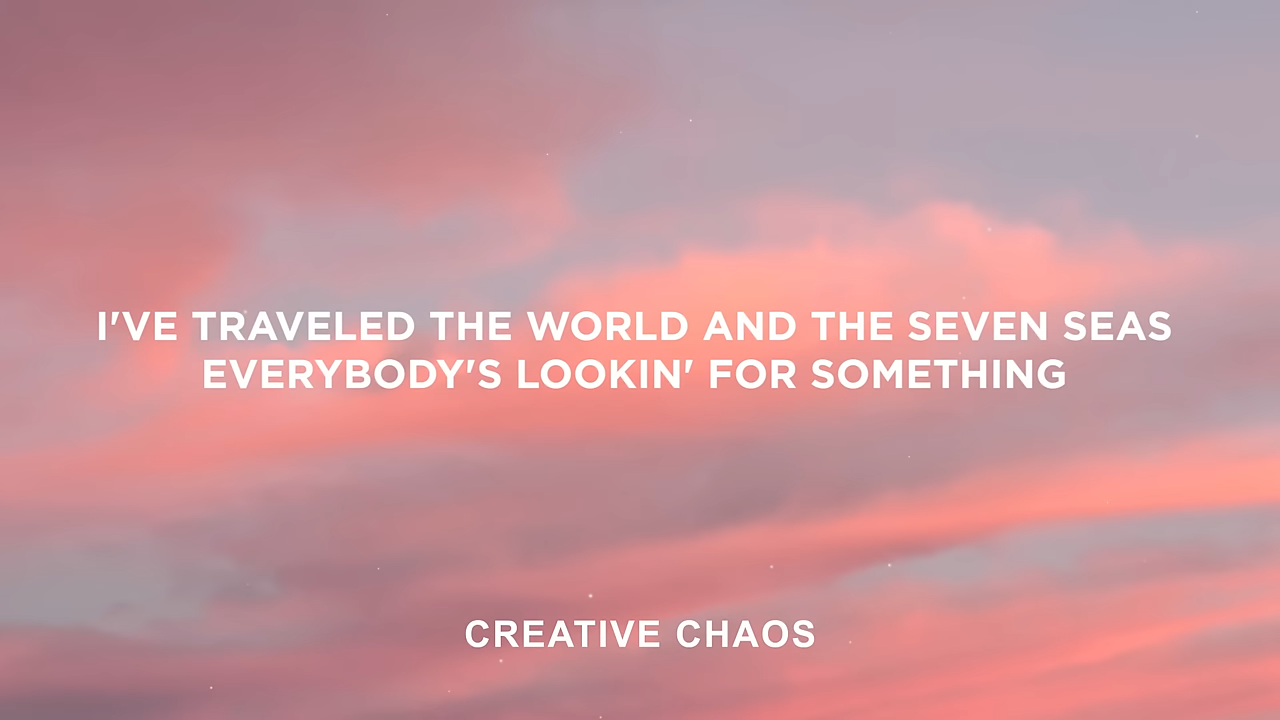 I'VE TRAVELED THE WORLD AND THE SEVEN SEAS
EVERYBODY'S LOOKIN' FOR SOMETHING
CREATIVE CHAOS